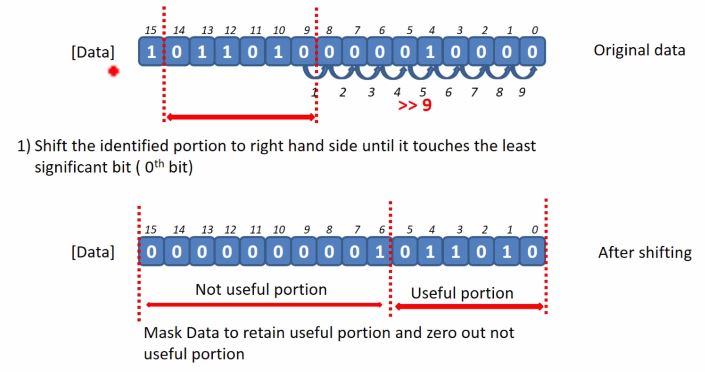 15 14 13 12 11 10 9 8 7 6 5 4 3 2 1 0
[Data] 1 0 1 1 0 1 0 0 0 0 0 1 0 0 0 0 Original data
1 2 3 4 5 6 7 8 9
>> 9
1) Shift the identified portion to right hand side until it touches the least
significant bit ( 0th bit)
15 14 13 12 11 10 9 8 7 6 5 4 3 2 1 0
[Data] 0 0 0 0 0 0 0 0 0 1 0 1 1 0 1 0 After shifting
Not useful portion Useful portion
Mask Data to retain useful portion and zero out not
useful portion